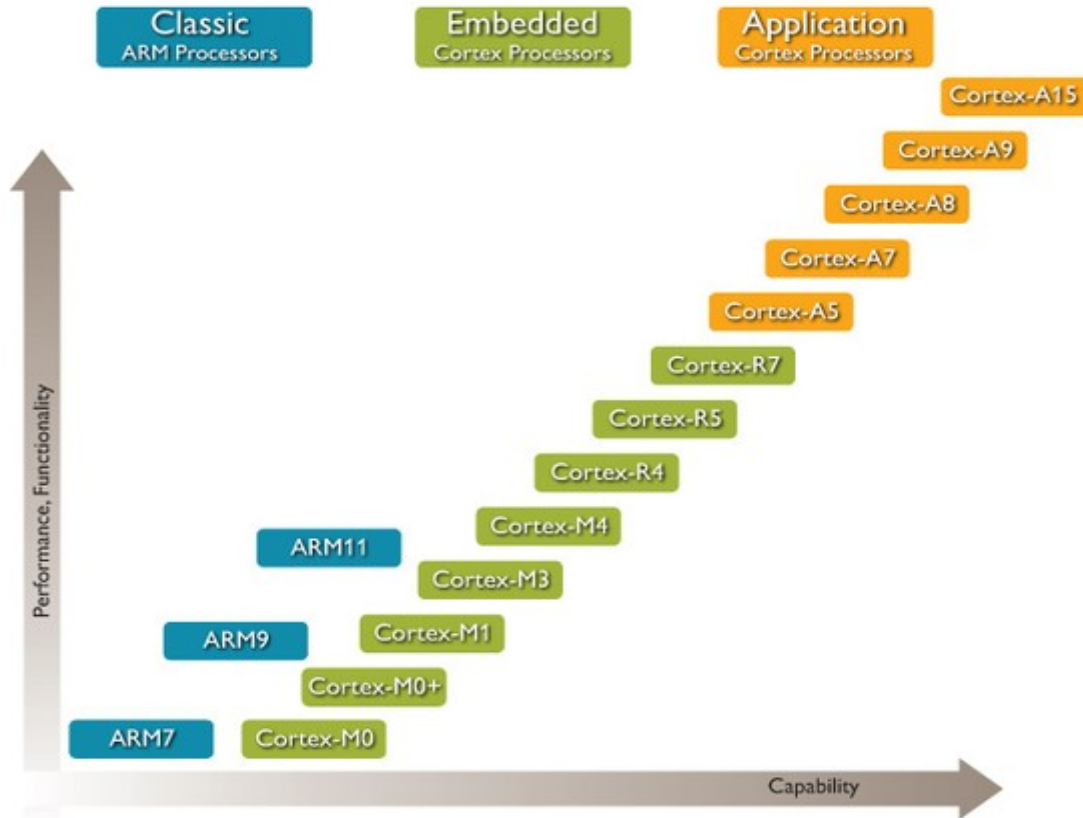 Classic
ARM Processors
Embedded
Cortex Processors
Application
Cortex Processors
Cortex-A15
Cortex-A9
Cortex-A8
Cortex-A7
Cortex-A5
Cortex-R7
Cortex-R5
Cortex-R4
Cortex-M4
ARM11
Cortex-M3
Cortex-M1
ARM9
Cortex-M0+
ARM7
Cortex-M0
Performance, Functionality
Capability